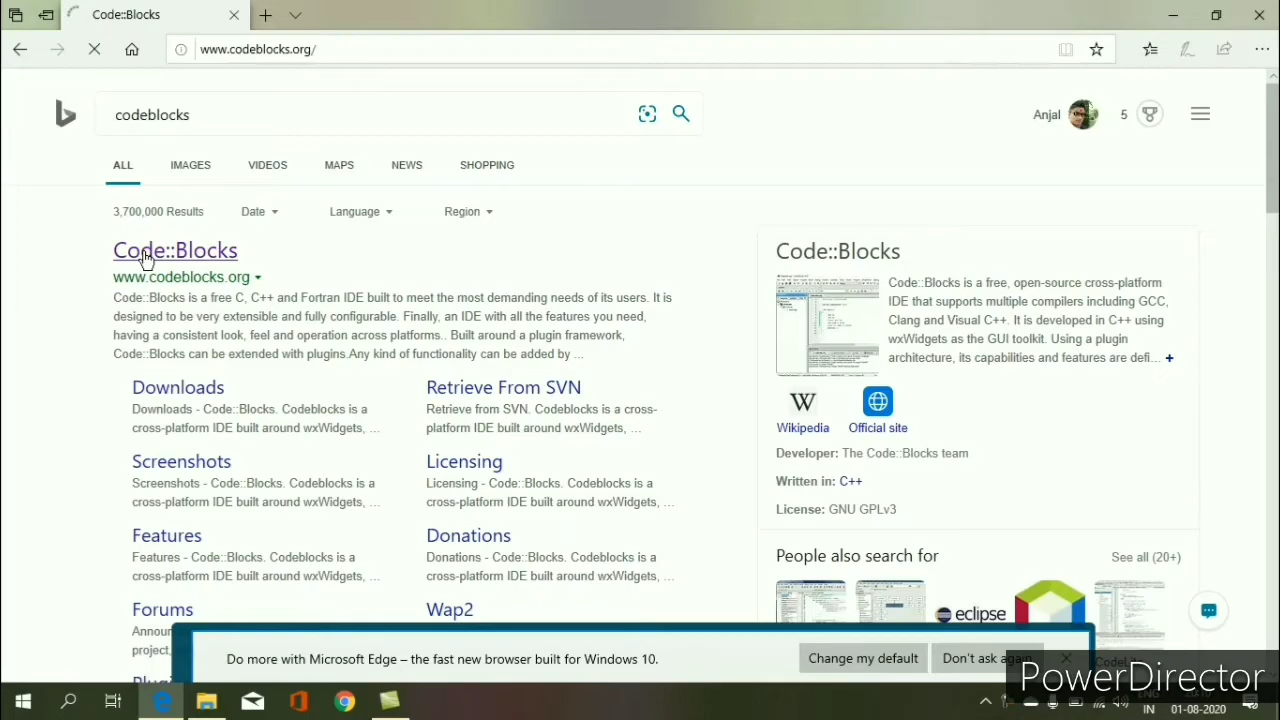 Code::Blocks
www.codeblocks.org/
codeblocks
Anjal
5
ALL IMAGES VIDEOS MAPS NEWS SHOPPING
3,700,000 Results Date Language Region
Code::Blocks
www.codeblocks.org
Code::Blocks is a free C, C++ and Fortran IDE built to meet the most demanding needs of its users. It is
designed to be very extensible and fully configurable. Finally, an IDE with all the features you need,
having a consistent look, feel and operation across platforms.. Built around a plugin framework,
Code::Blocks can be extended with plugins.Any kind of functionality can be added by ...
Downloads
Downloads - Code::Blocks. Codeblocks is a
cross-platform IDE built around wxWidgets, ...
Retrieve From SVN
Retrieve from SVN. Codeblocks is a cross-
platform IDE built around wxWidgets, ...
Screenshots
Screenshots - Code::Blocks. Codeblocks is a
cross-platform IDE built around wxWidgets, ...
Licensing
Licensing - Code::Blocks. Codeblocks is a
cross-platform IDE built around wxWidgets, ...
Features
Features - Code::Blocks. Codeblocks is a
cross-platform IDE built around wxWidgets, ...
Donations
Donations - Code::Blocks. Codeblocks is a
cross-platform IDE built around wxWidgets, ...
Forums
Wap2
Code::Blocks
Code::Blocks is a free, open-source cross-platform
IDE that supports multiple compilers including GCC,
Clang and Visual C++. It is developed in C++ using
wxWidgets as the GUI toolkit. Using a plugin
architecture, its capabilities and features are defi... +
W
Wikipedia Official site
Developer: The Code::Blocks team
Written in: C++
License: GNU GPLv3
People also search for See all (20+)
eclipse
Do more with Microsoft Edge – the fast new browser built for Windows 10.
Change my default Don't ask again
PowerDirector
IN 01-08-2020